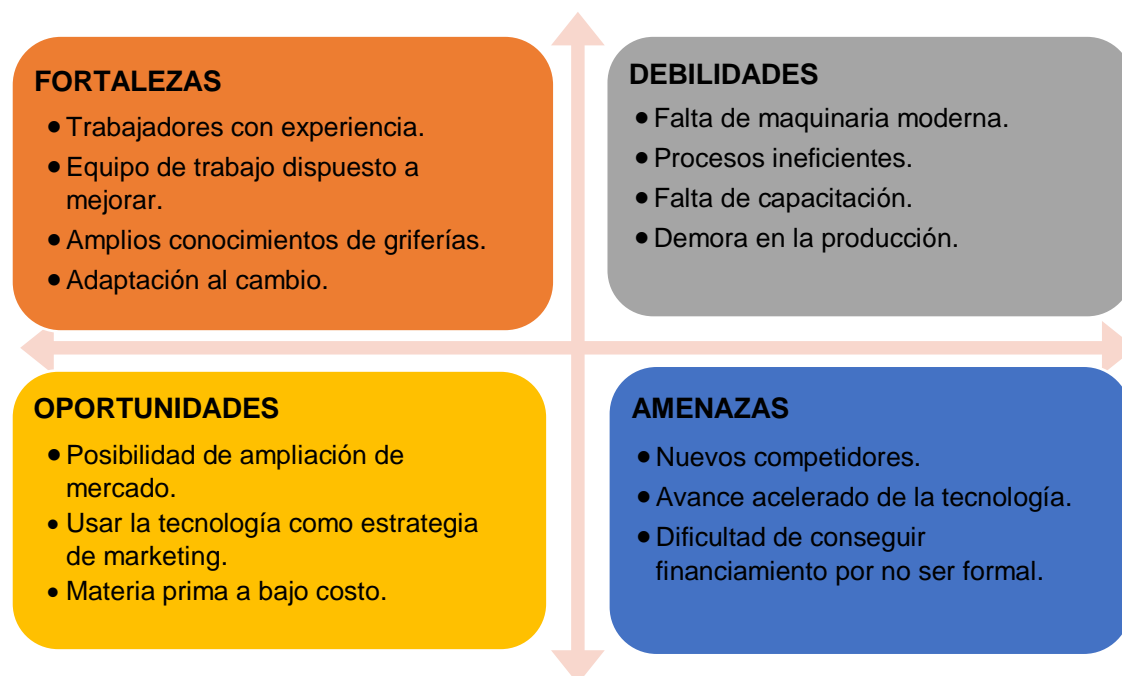 FORTALEZAS
• Trabajadores con experiencia.
• Equipo de trabajo dispuesto a
mejorar.
• Amplios conocimientos de griferías.
• Adaptación al cambio.
DEBILIDADES
• Falta de maquinaria moderna.
• Procesos ineficientes.
• Falta de capacitación.
• Demora en la producción.
OPORTUNIDADES
• Posibilidad de ampliación de
mercado.
• Usar la tecnología como estrategia
de marketing.
• Materia prima a bajo costo.
AMENAZAS
• Nuevos competidores.
• Avance acelerado de la tecnología.
• Dificultad de conseguir
financiamiento por no ser formal.